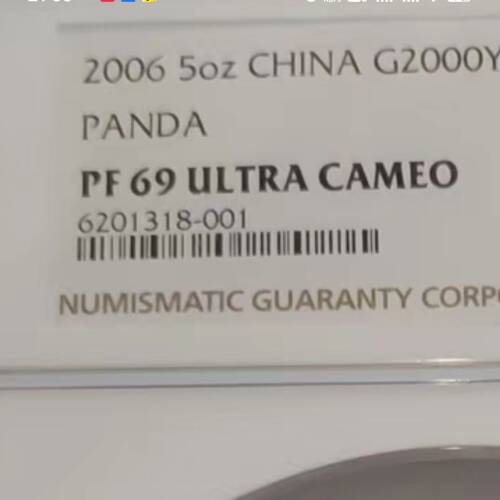 2006 5oz CHINA G2000Y
PANDA
PF 69 ULTRA CAMEO
6201318-001
NUMISMATIC GUARANTY CORP